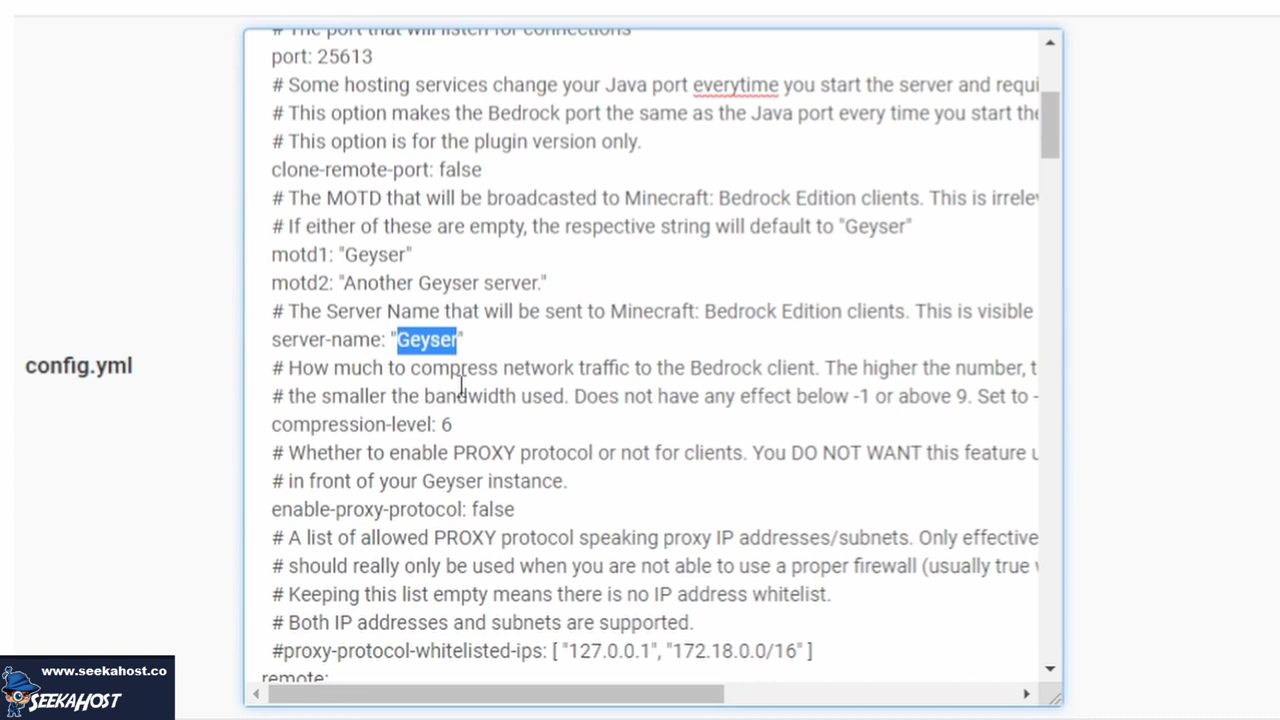 # The port that will listen for connections
port: 25613
# Some hosting services change your Java port everytime you start the server and requi
# This option makes the Bedrock port the same as the Java port every time you start the
# This option is for the plugin version only.
clone-remote-port: false
# The MOTD that will be broadcasted to Minecraft: Bedrock Edition clients. This is irrele
# If either of these are empty, the respective string will default to "Geyser"
motd1: "Geyser"
motd2: "Another Geyser server."
# The Server Name that will be sent to Minecraft: Bedrock Edition clients. This is visible
server-name: "Geyser"
config.yml
# How much to compress network traffic to the Bedrock client. The higher the number, t
# the smaller the bandwidth used. Does not have any effect below -1 or above 9. Set to -
compression-level: 6
# Whether to enable PROXY protocol or not for clients. You DO NOT WANT this feature u
# in front of your Geyser instance.
enable-proxy-protocol: false
# A list of allowed PROXY protocol speaking proxy IP addresses/subnets. Only effective
# should really only be used when you are not able to use a proper firewall (usually true
# Keeping this list empty means there is no IP address whitelist.
# Both IP addresses and subnets are supported.
#proxy-protocol-whitelisted-ips: [ "127.0.0.1", "172.18.0.0/16" ]
remote:
www.seekahost.co
SEEKAHOST